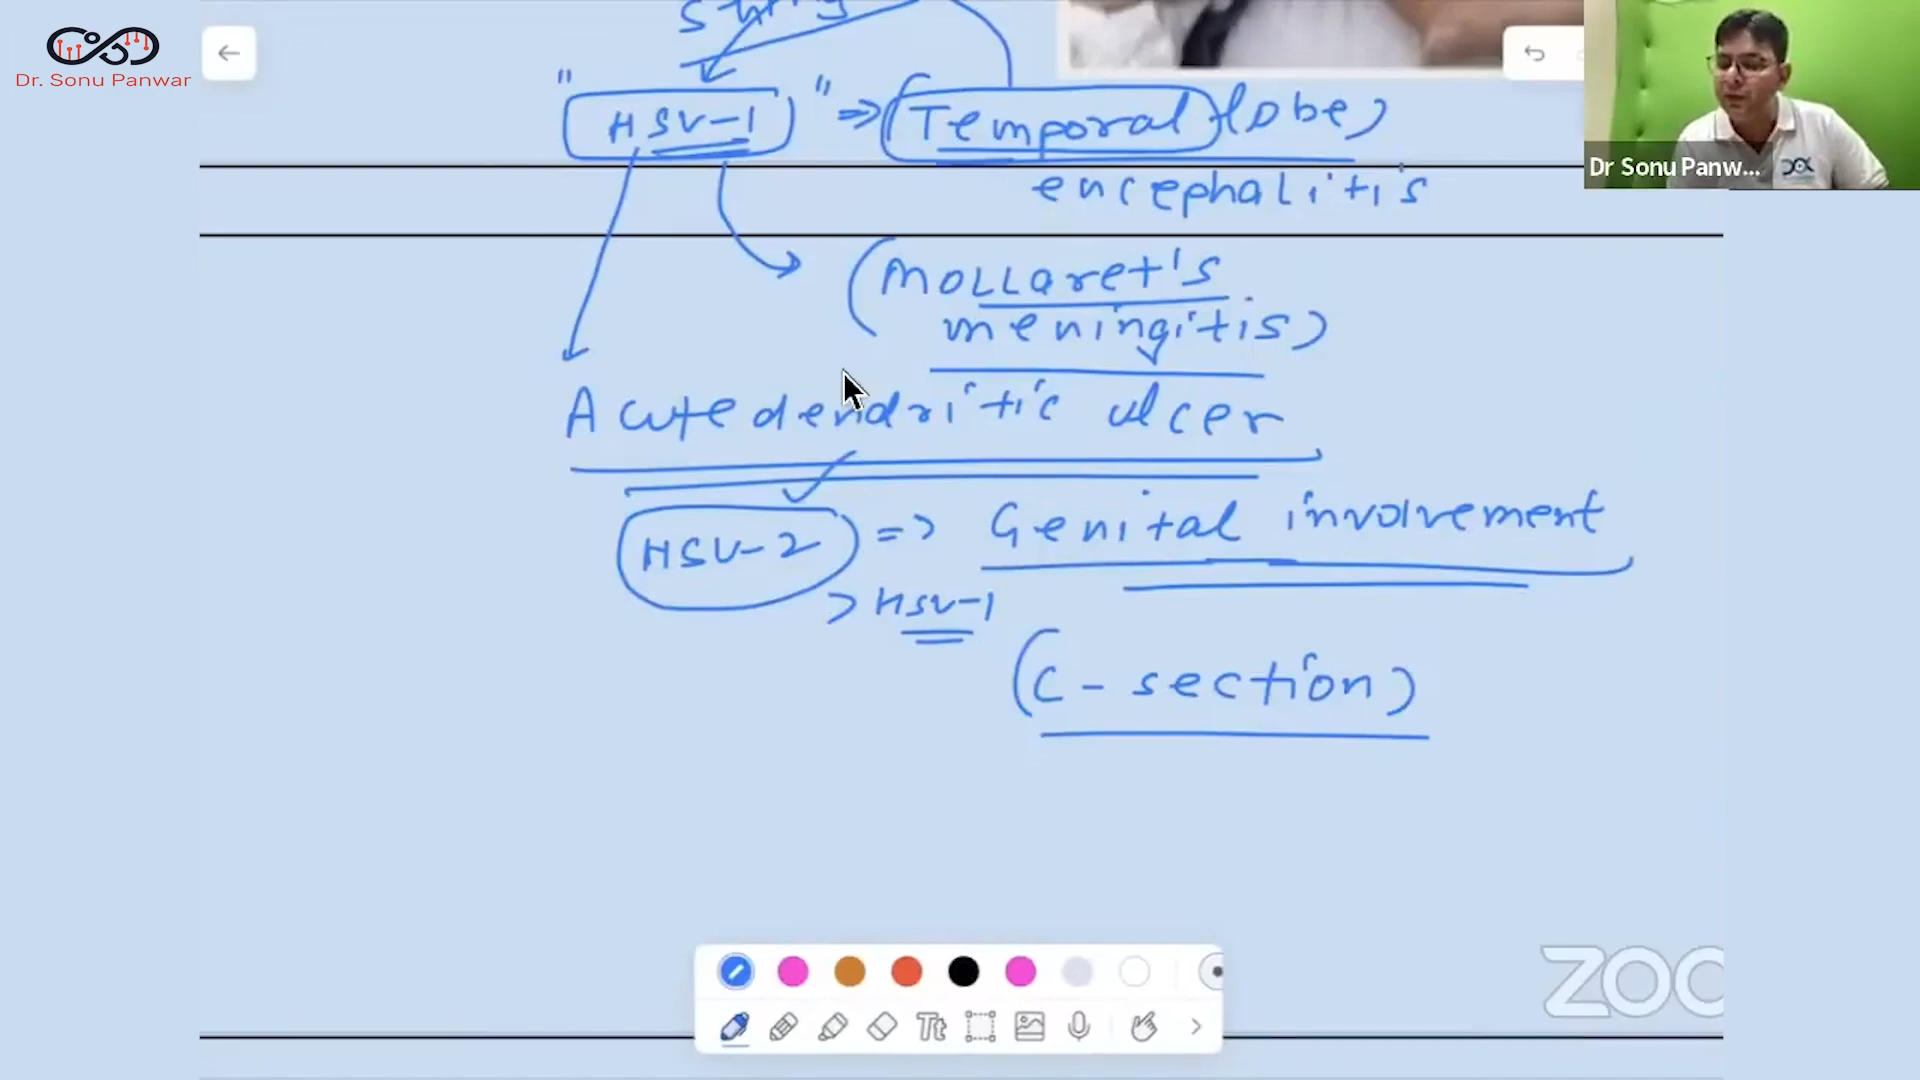 Dr. Sonu Panwar
"HSV-1" => (Temporal lobe)
encephalitis
(Mollaret's
meningitis)
Acute dendritic ulcer
HSV-2 => Genital involvement
> HSV-1
(C-section)
Dr Sonu Panw...
Tt